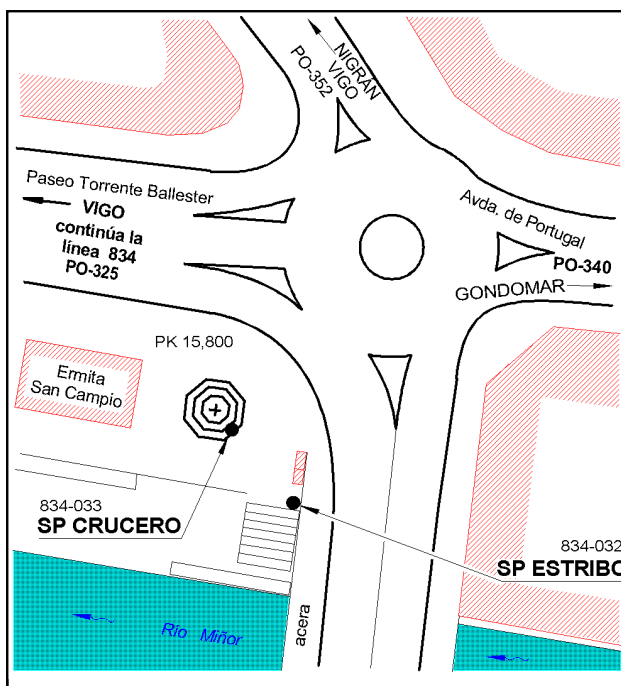 NIGRÁN
VIGO
PO-352
Paseo Torrente Ballester
VIGO
continúa la
línea 834
PO-325
Avda. de Portugal
PO-340
GONDOMAR
PK 15,800
Ermita
San Campio
834-033
SP CRUCERO
834-032
SP ESTRIBO
acera
Río Miñor